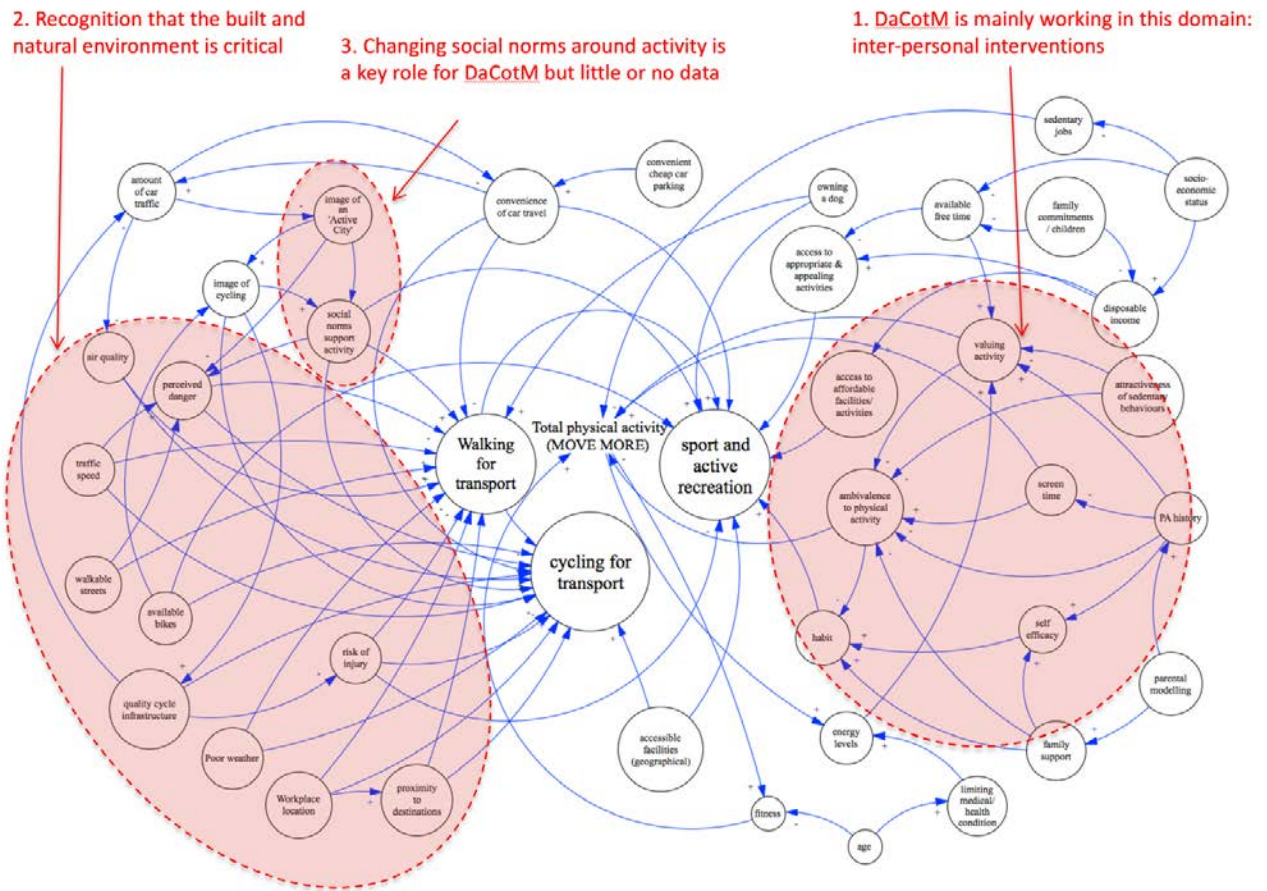 2. Recognition that the built and
natural environment is critical
3. Changing social norms around activity is
a key role for DaCotM but little or no data
1. DaCotM is mainly working in this domain:
inter-personal interventions
amount
of car
traffic
image of
an
'Active
City'
convenience
of car travel
convenient
cheap car
parking
owning
a dog
sedentary
jobs
socio-
economic
status
available
free time
family
commitments
/ children
access to
appropriate &
appealing
activities
image of
cycling
social
norms
support
activity
disposable
income
air quality
perceived
danger
valuing
activity
access to
affordable
facilities/
activities
attractiveness
of sedentary
behaviours
Total physical activity
(MOVE MORE)
Walking
for
transport
sport and
active
recreation
traffic
speed
ambivalence
to physical
activity
screen
time
PA history
cycling for
transport
walkable
streets
available
bikes
habit
self
efficacy
risk of
injury
quality cycle
infrastructure
parental
modelling
Poor weather
accessible
facilities
(geographical)
energy
levels
family
support
Workplace
location
proximity
to
destinations
fitness
limiting
medical/
health
condition
age